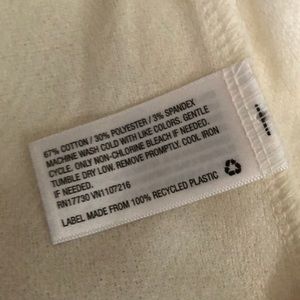 67% COTTON / 30% POLYESTER / 3% SPANDEX
MACHINE WASH COLD WITH LIKE COLORS. GENTLE
CYCLE. ONLY NON-CHLORINE BLEACH IF NEEDED.
TUMBLE DRY LOW. REMOVE PROMPTLY. COOL IRON
IF NEEDED.
RN17730 VN1107216
LABEL MADE FROM 100% RECYCLED PLASTIC